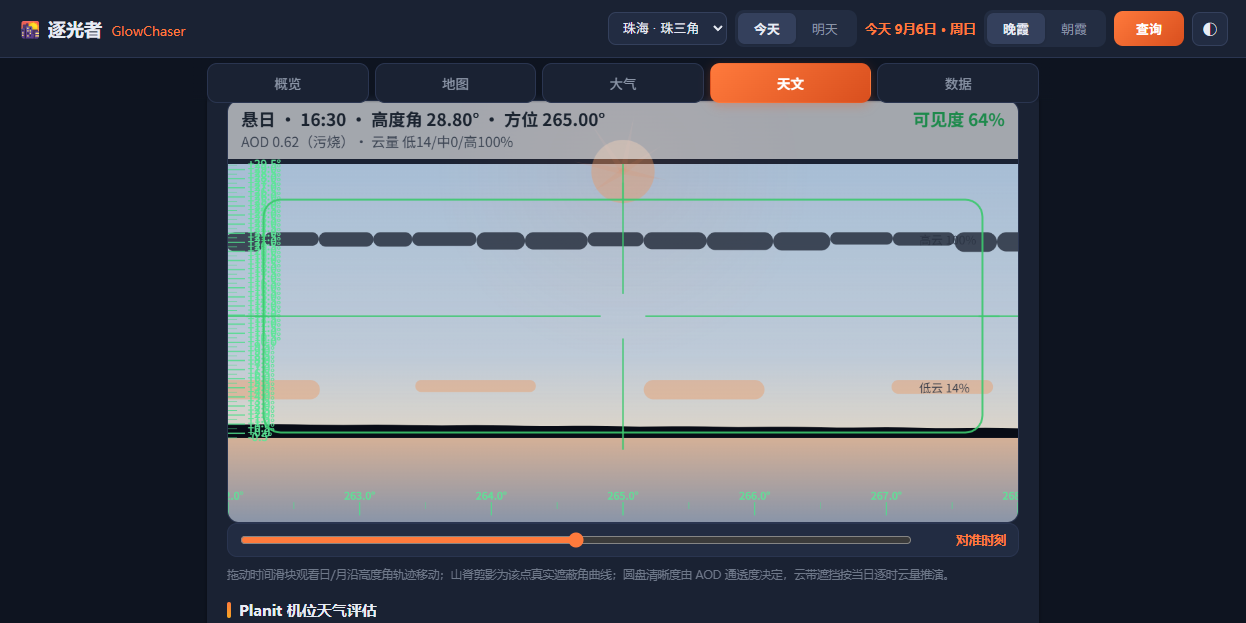 逐光者 GlowChaser
珠海 · 珠三角
今天 明天
今天 9月6日 • 周日
晚霞 朝霞
查询
概览 地图 大气 天文 数据
悬日 • 16:30 • 高度角 28.80° • 方位 265.00° 可见度 64%
AOD 0.62（污烧） • 云量 低14/中0/高100%
低云 14%
263.0° 264.0° 265.0° 266.0° 267.0°
对准时刻
拖动时间滑块观看日/月沿高度角轨迹移动；山脊剪影为该点真实遮蔽角曲线；圆盘清晰度由 AOD 通透度决定，云带遮挡按当日逐时云量推演。
Planit 机位天气评估